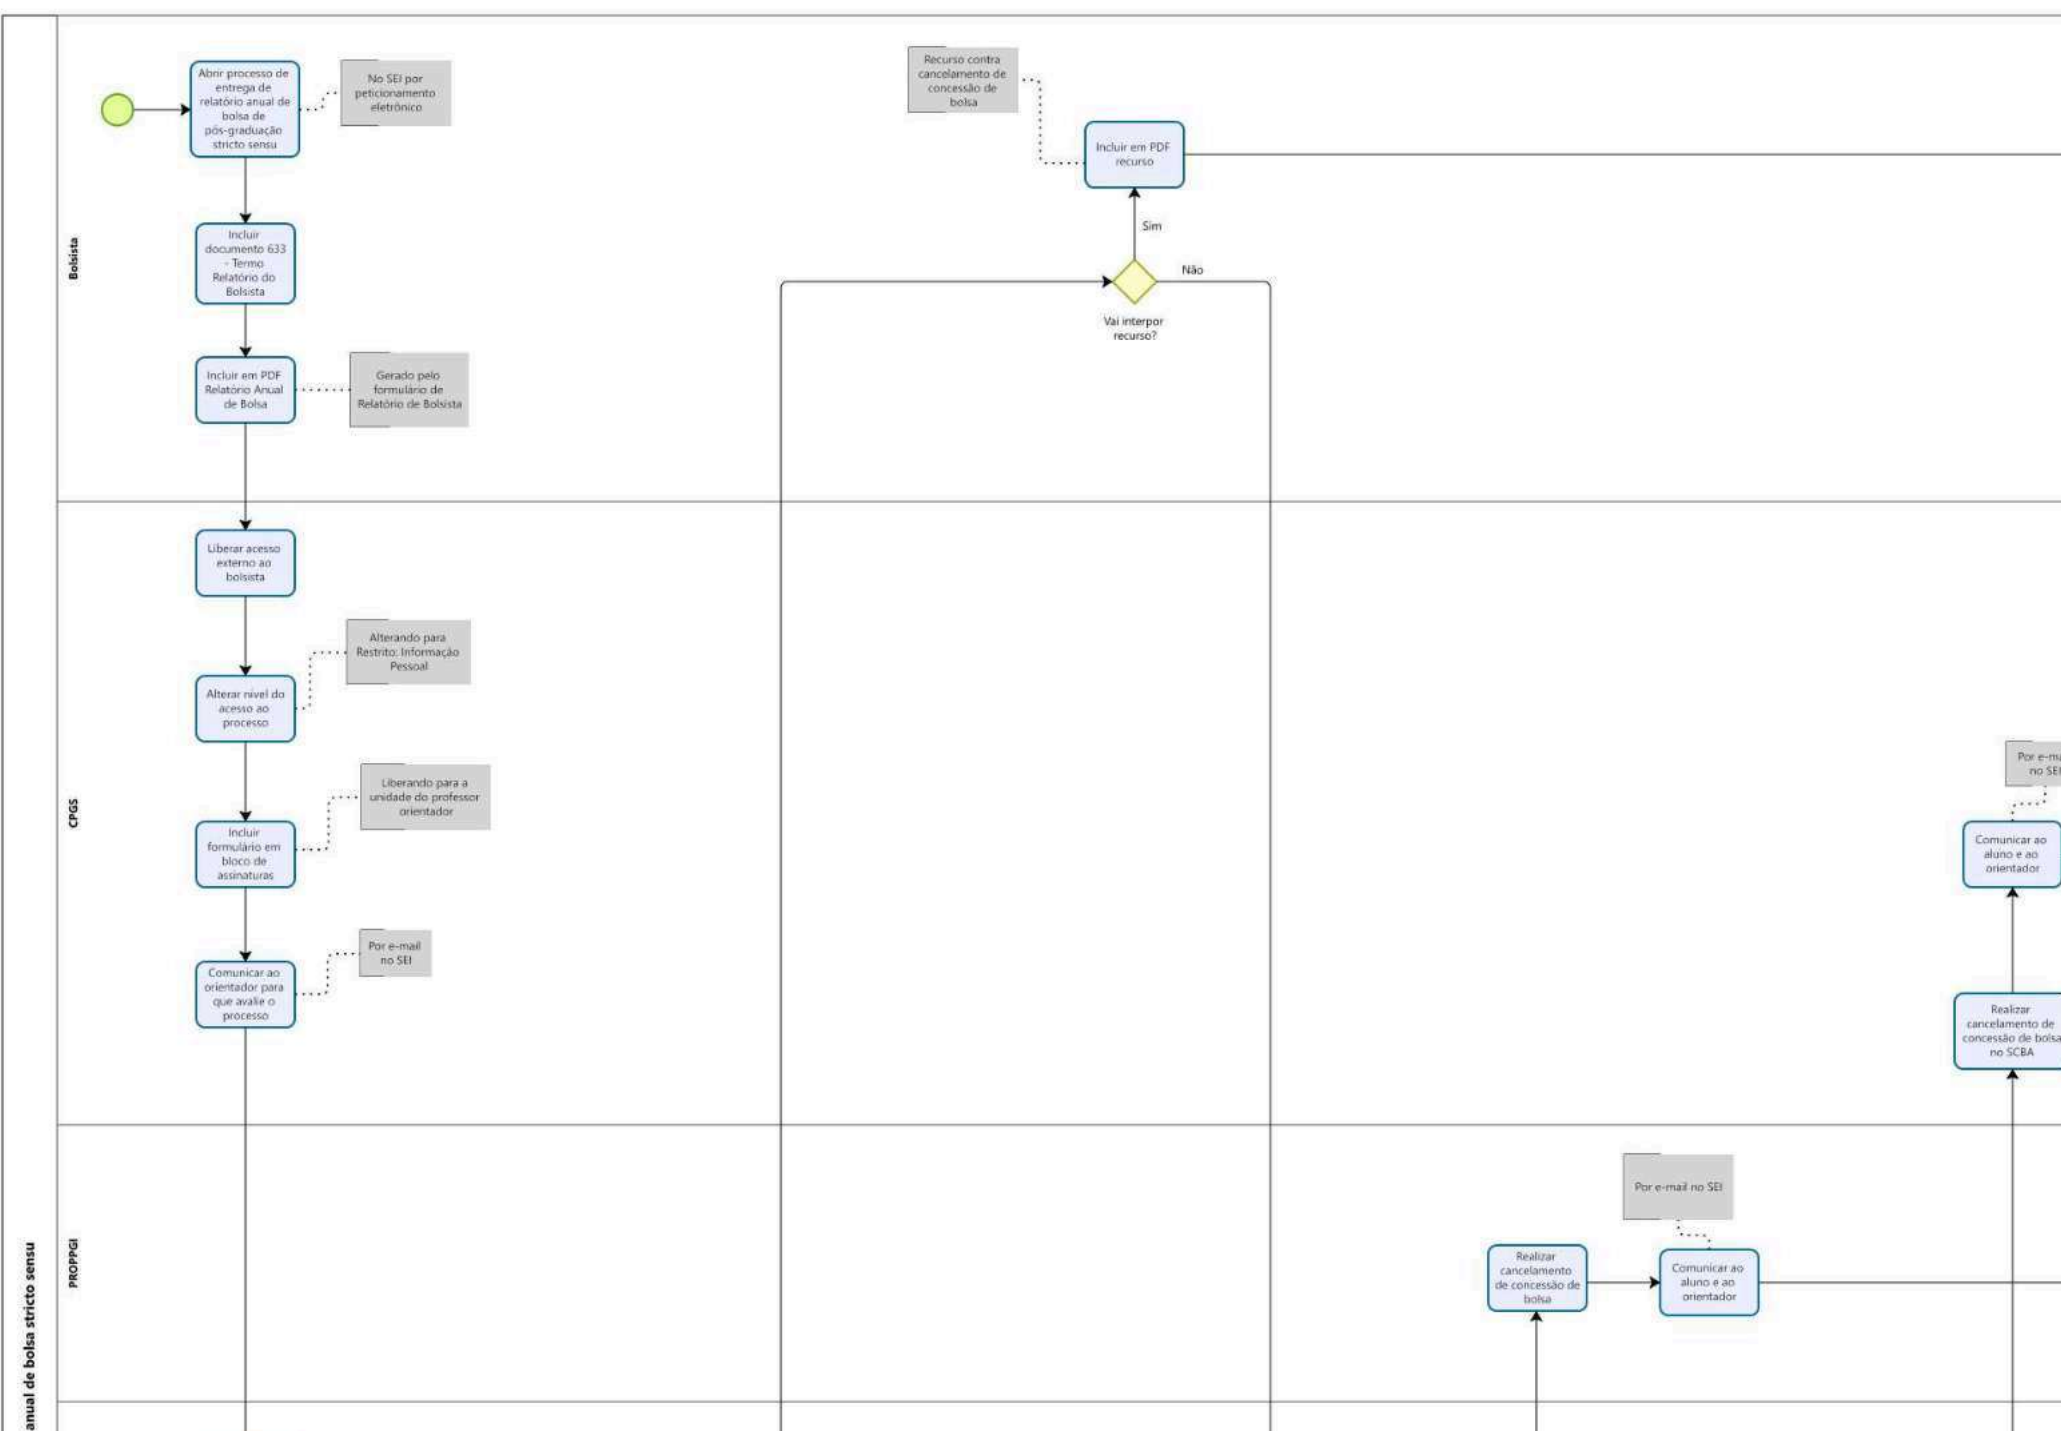 Abrir processo de
entrega de
relatório anual de
bolsa de
pós-graduação
stricto sensu
No SEI por
peticionamento
eletrônico
Recurso contra
cancelamento de
concessão de
bolsa
Incluir em PDF
recurso
Sim
Não
Vai interpor
recurso?
Bolsista
Incluir
documento 633
- Termo
Relatório do
Bolsista
Incluir em PDF
Relatório Anual
de Bolsa
Gerado pelo
formulário de
Relatório de Bolsista
Liberar acesso
externo ao
bolsista
Alterando para
Restrito: Informação
Pessoal
Alterar nível do
acesso ao
processo
Liberando para a
unidade do professor
orientador
CPGS
Incluir
formulário em
bloco de
assinaturas
Por e-mail
no SEI
Comunicar ao
orientador para
que avalie o
processo
Por e-ma
no SEI
Comunicar ao
aluno e ao
orientador
Realizar
cancelamento de
concessão de bolsa
no SCBA
Por e-mail no SEI
PROPPGI
Realizar
cancelamento
de concessão de
bolsa
Comunicar ao
aluno e ao
orientador
anual de bolsa stricto sensu